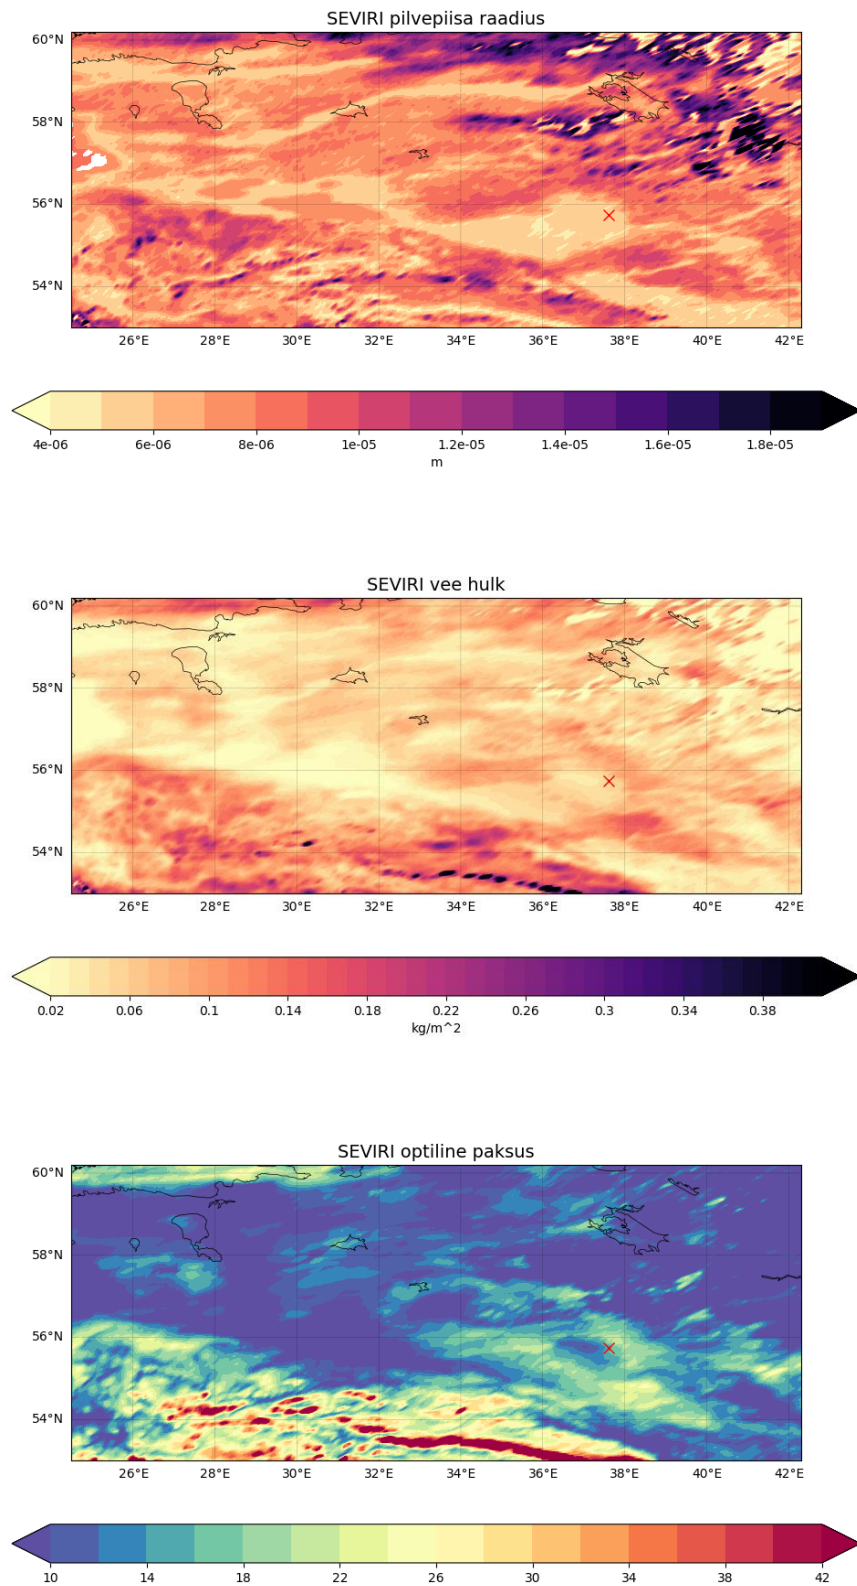 SEVIRI pilvepiisa raadius
60°N
58°N
56°N
54°N
26°E 28°E 30°E 32°E 34°E 36°E 38°E 40°E 42°E
4e-06 6e-06 8e-06 1e-05 1.2e-05 1.4e-05 1.6e-05 1.8e-05
m
SEVIRI vee hulk
60°N
58°N
56°N
54°N
26°E 28°E 30°E 32°E 34°E 36°E 38°E 40°E 42°E
0.02 0.06 0.1 0.14 0.18 0.22 0.26 0.3 0.34 0.38
kg/m^2
SEVIRI optiline paksus
60°N
58°N
56°N
54°N
26°E 28°E 30°E 32°E 34°E 36°E 38°E 40°E 42°E
10 14 18 22 26 30 34 38 42